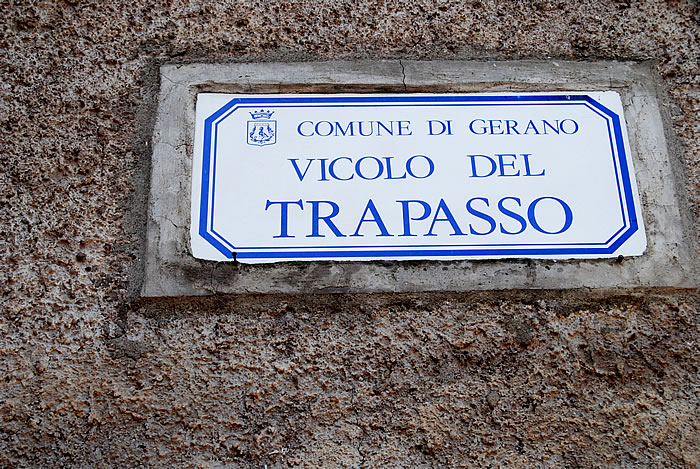 COMUNE DI GERANO
VICOLO DEL
TRAPASSO